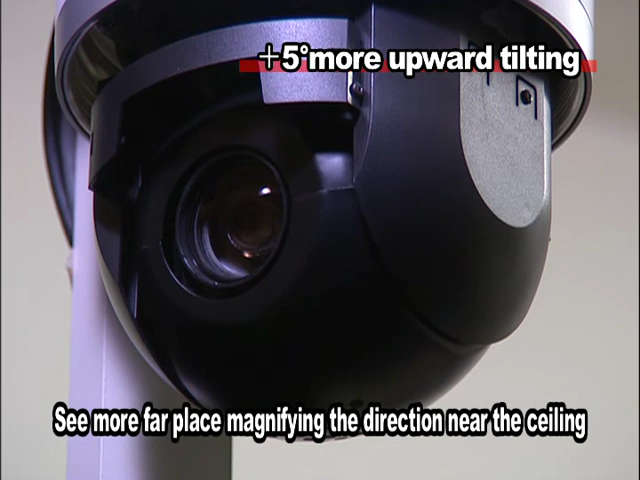 +5°more upward tilting
See more far place magnifying the direction near the ceiling